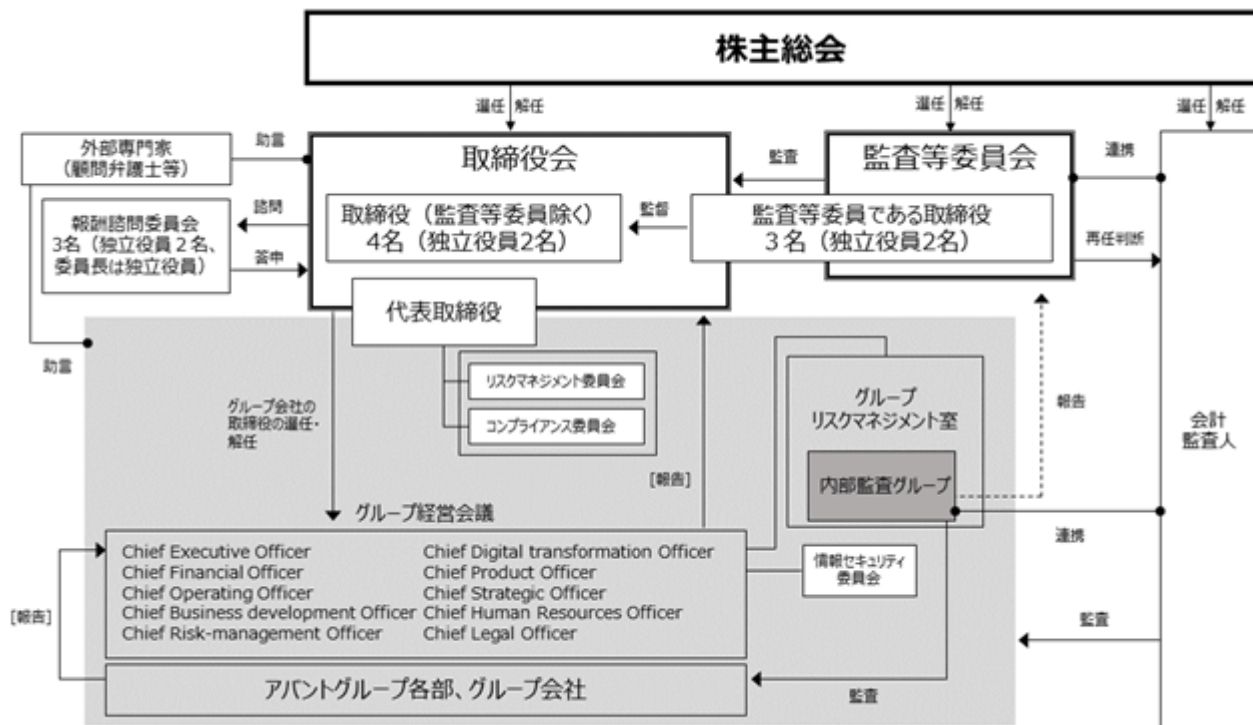 株主総会
選任 解任
選任 解任
選任 解任
外部専門家
(顧問弁護士等)
助言
取締役会
監査
監査等委員会
連携
報酬諮問委員会
3名(独立役員2名、
委員長は独立役員)
諮問
答申
取締役(監査等委員除く)
4名(独立役員2名)
監督
監査等委員である取締役
3名(独立役員2名)
再任判断
代表取締役
助言
リスクマネジメント委員会
コンプライアンス委員会
グループ会社の
取締役の選任・
解任
[報告]
グループ
リスクマネジメント室
内部監査グループ
報告
会計
監査人
連携
グループ経営会議
Chief Executive Officer
Chief Financial Officer
Chief Operating Officer
Chief Business development Officer
Chief Risk-management Officer
Chief Digital transformation Officer
Chief Product Officer
Chief Strategic Officer
Chief Human Resources Officer
Chief Legal Officer
情報セキュリティ
委員会
[報告]
監査
アバントグループ各部、グループ会社
監査